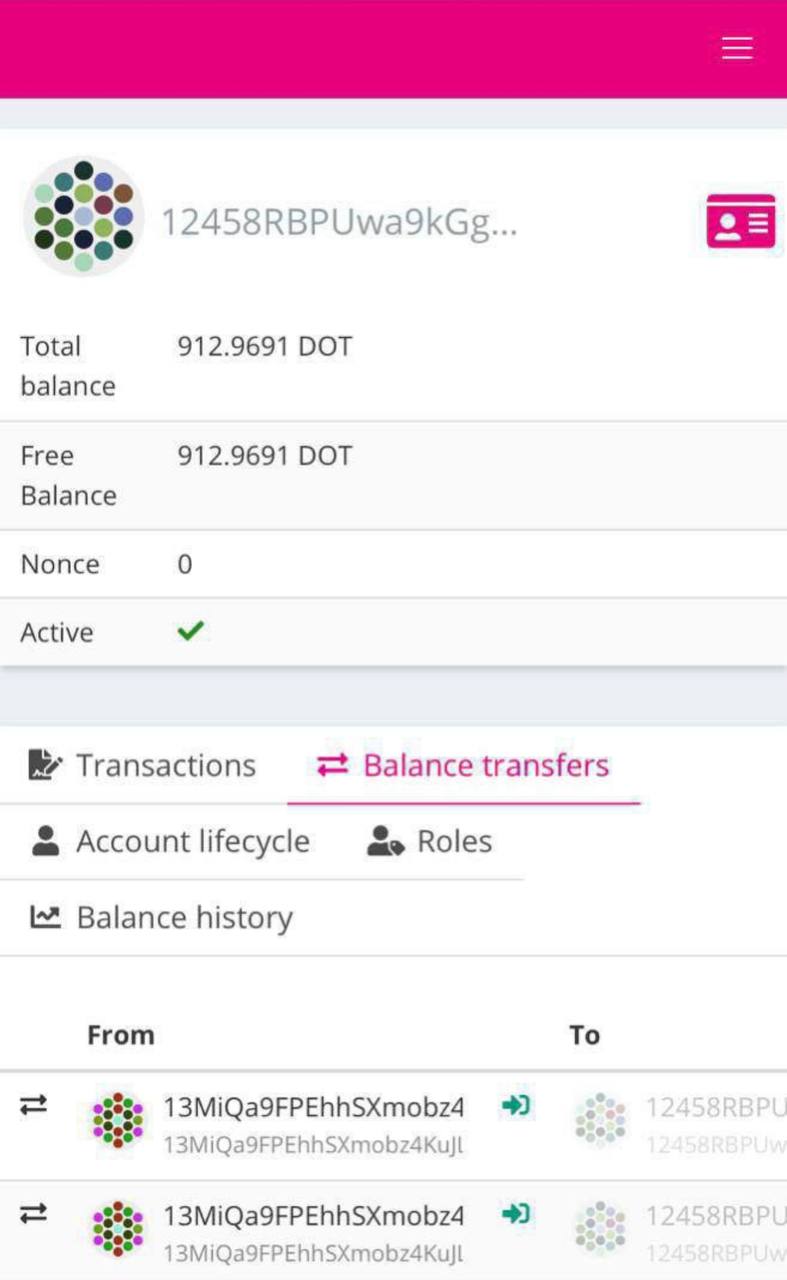 12458RBPUwa9kGg...
Total balance 912.9691 DOT
Free Balance 912.9691 DOT
Nonce 0
Active
Transactions Balance transfers
Account lifecycle Roles
Balance history
From To
13MiQa9FPEhhSXmobz4 12458RBPU
13MiQa9FPEhhSXmobz4KuJl 12458RBPUw
13MiQa9FPEhhSXmobz4 12458RBPU
13MiQa9FPEhhSXmobz4KuJl 12458RBPUw